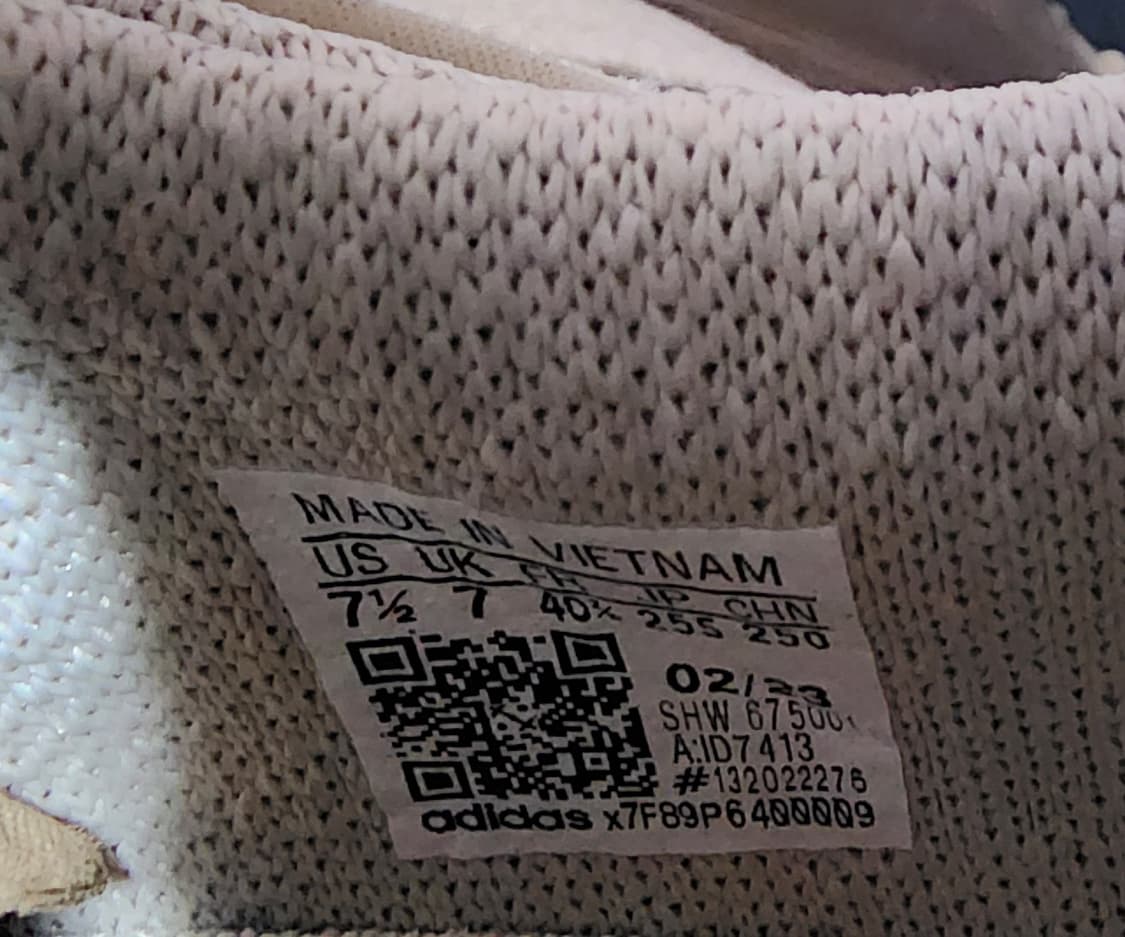 MADE IN VIETNAM
US UK FR JP CHN
7½ 7 40⅔ 255 250
02/23
SHW 675001
A:ID7413
#132022276
adidas x7F89P6400009